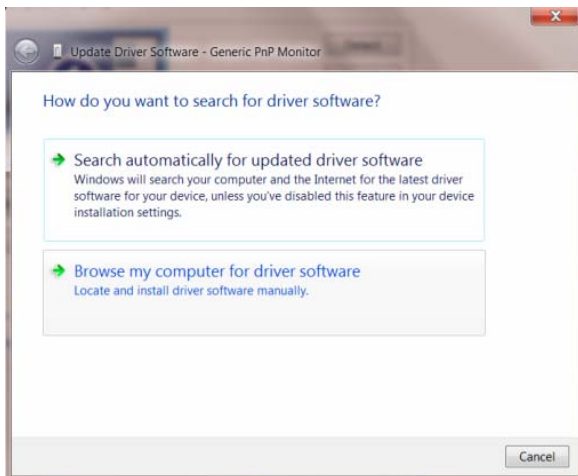 Update Driver Software - Generic PnP Monitor
How do you want to search for driver software?
Search automatically for updated driver software
Windows will search your computer and the Internet for the latest driver
software for your device, unless you've disabled this feature in your device
installation settings.
Browse my computer for driver software
Locate and install driver software manually.
Cancel